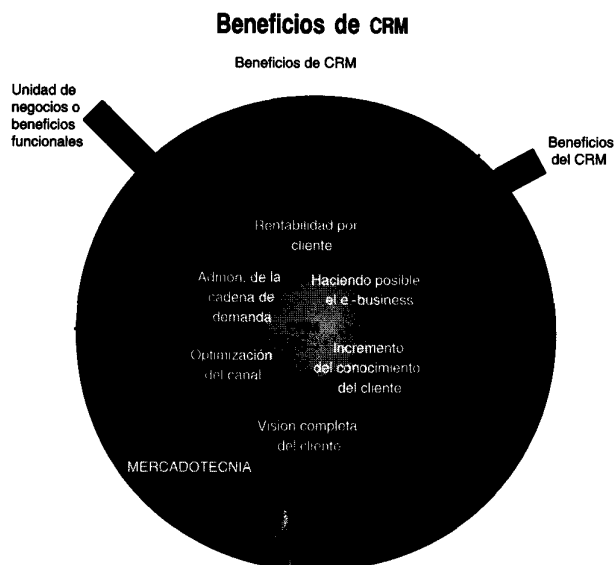 Beneficios de CRM
Beneficios de CRM
Unidad de
negocios o
beneficios
funcionales
Beneficios
del CRM
Rentabilidad por
cliente
Admón. de la
cadena de
demanda
Haciendo posible
el e-business
Optimización
del canal
Incremento
del conocimiento
del cliente
Vision completa
del cliente
MERCADOTECNIA